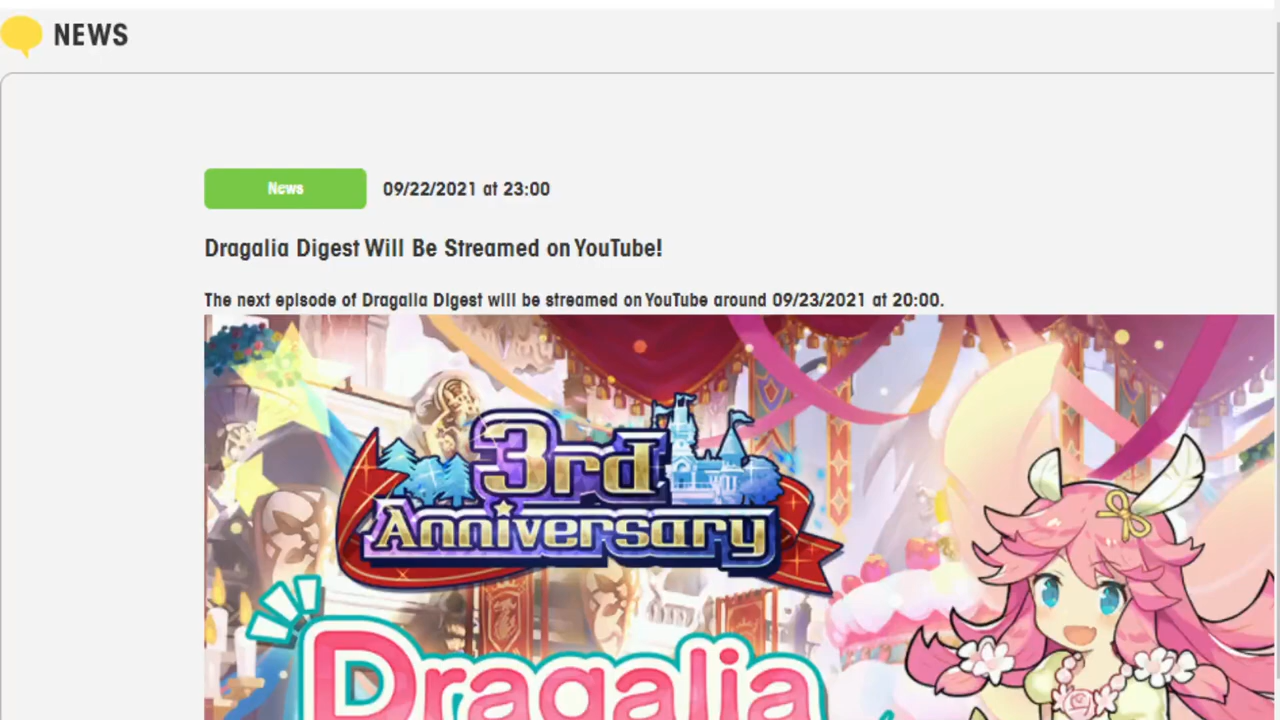 NEWS
News 09/22/2021 at 23:00
Dragalia Digest Will Be Streamed on YouTube!
The next episode of Dragalia Digest will be streamed on YouTube around 09/23/2021 at 20:00.
3rd
Anniversary
Dragalia